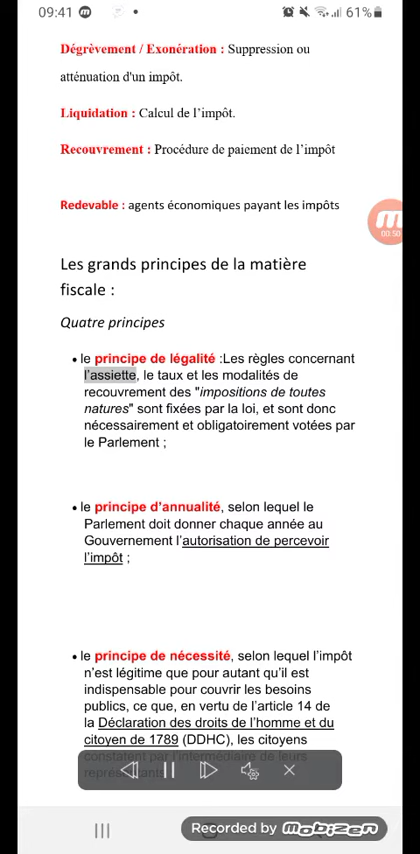 09:41
61%
Dégrèvement / Exonération : Suppression ou
atténuation d'un impôt.
Liquidation : Calcul de l'impôt.
Recouvrement : Procédure de paiement de l'impôt
Redevable : agents économiques payant les impôts
00:50
Les grands principes de la matière
fiscale :
Quatre principes
• le principe de légalité :Les règles concernant
l'assiette, le taux et les modalités de
recouvrement des "impositions de toutes
natures" sont fixées par la loi, et sont donc
nécessairement et obligatoirement votées par
le Parlement ;
• le principe d'annualité, selon lequel le
Parlement doit donner chaque année au
Gouvernement l'autorisation de percevoir
l'impôt ;
• le principe de nécessité, selon lequel l'impôt
n'est légitime que pour autant qu'il est
indispensable pour couvrir les besoins
publics, ce que, en vertu de l'article 14 de
la Déclaration des droits de l'homme et du
citoyen de 1789 (DDHC), les citoyens
constatent par l'intermédiaire de leurs
représentants
Recorded by mobizen